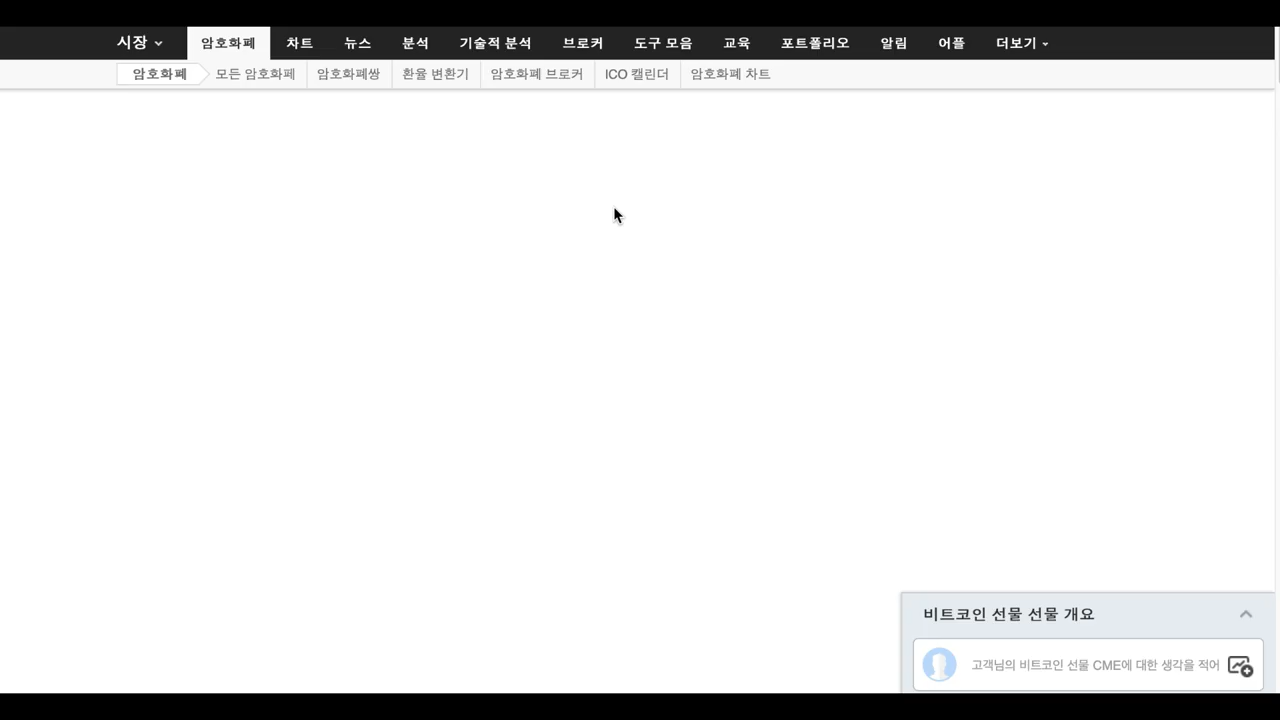 시장 암호화폐 차트 뉴스 분석 기술적 분석 브로커 도구 모음 교육 포트폴리오 알림 어플 더보기
암호화폐 모든 암호화폐 암호화폐쌍 환율 변환기 암호화폐 브로커 ICO 캘린더 암호화폐 차트
비트코인 선물 선물 개요
고객님의 비트코인 선물 CME에 대한 생각을 적어